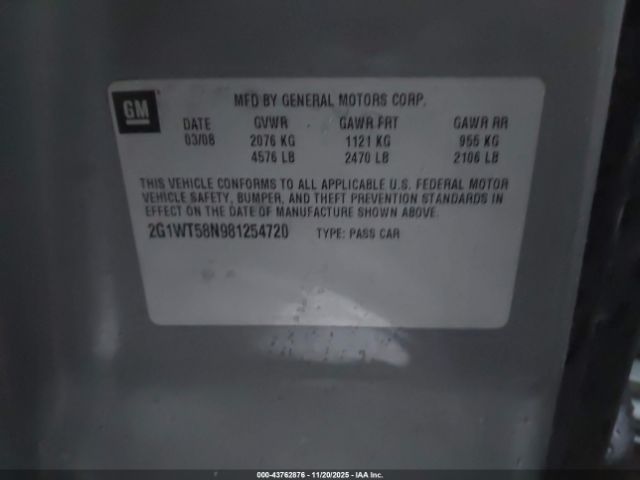 GM
MFD BY GENERAL MOTORS CORP.
DATE GVWR GAWR FRT GAWR RR
03/08 2076 KG 1121 KG 955 KG
4576 LB 2470 LB 2106 LB
THIS VEHICLE CONFORMS TO ALL APPLICABLE U.S. FEDERAL MOTOR
VEHICLE SAFETY, BUMPER, AND THEFT PREVENTION STANDARDS IN
EFFECT ON THE DATE OF MANUFACTURE SHOWN ABOVE.
2G1WT58N981254720 TYPE: PASS CAR
000-43762876 - 11/20/2025 - IAA Inc.